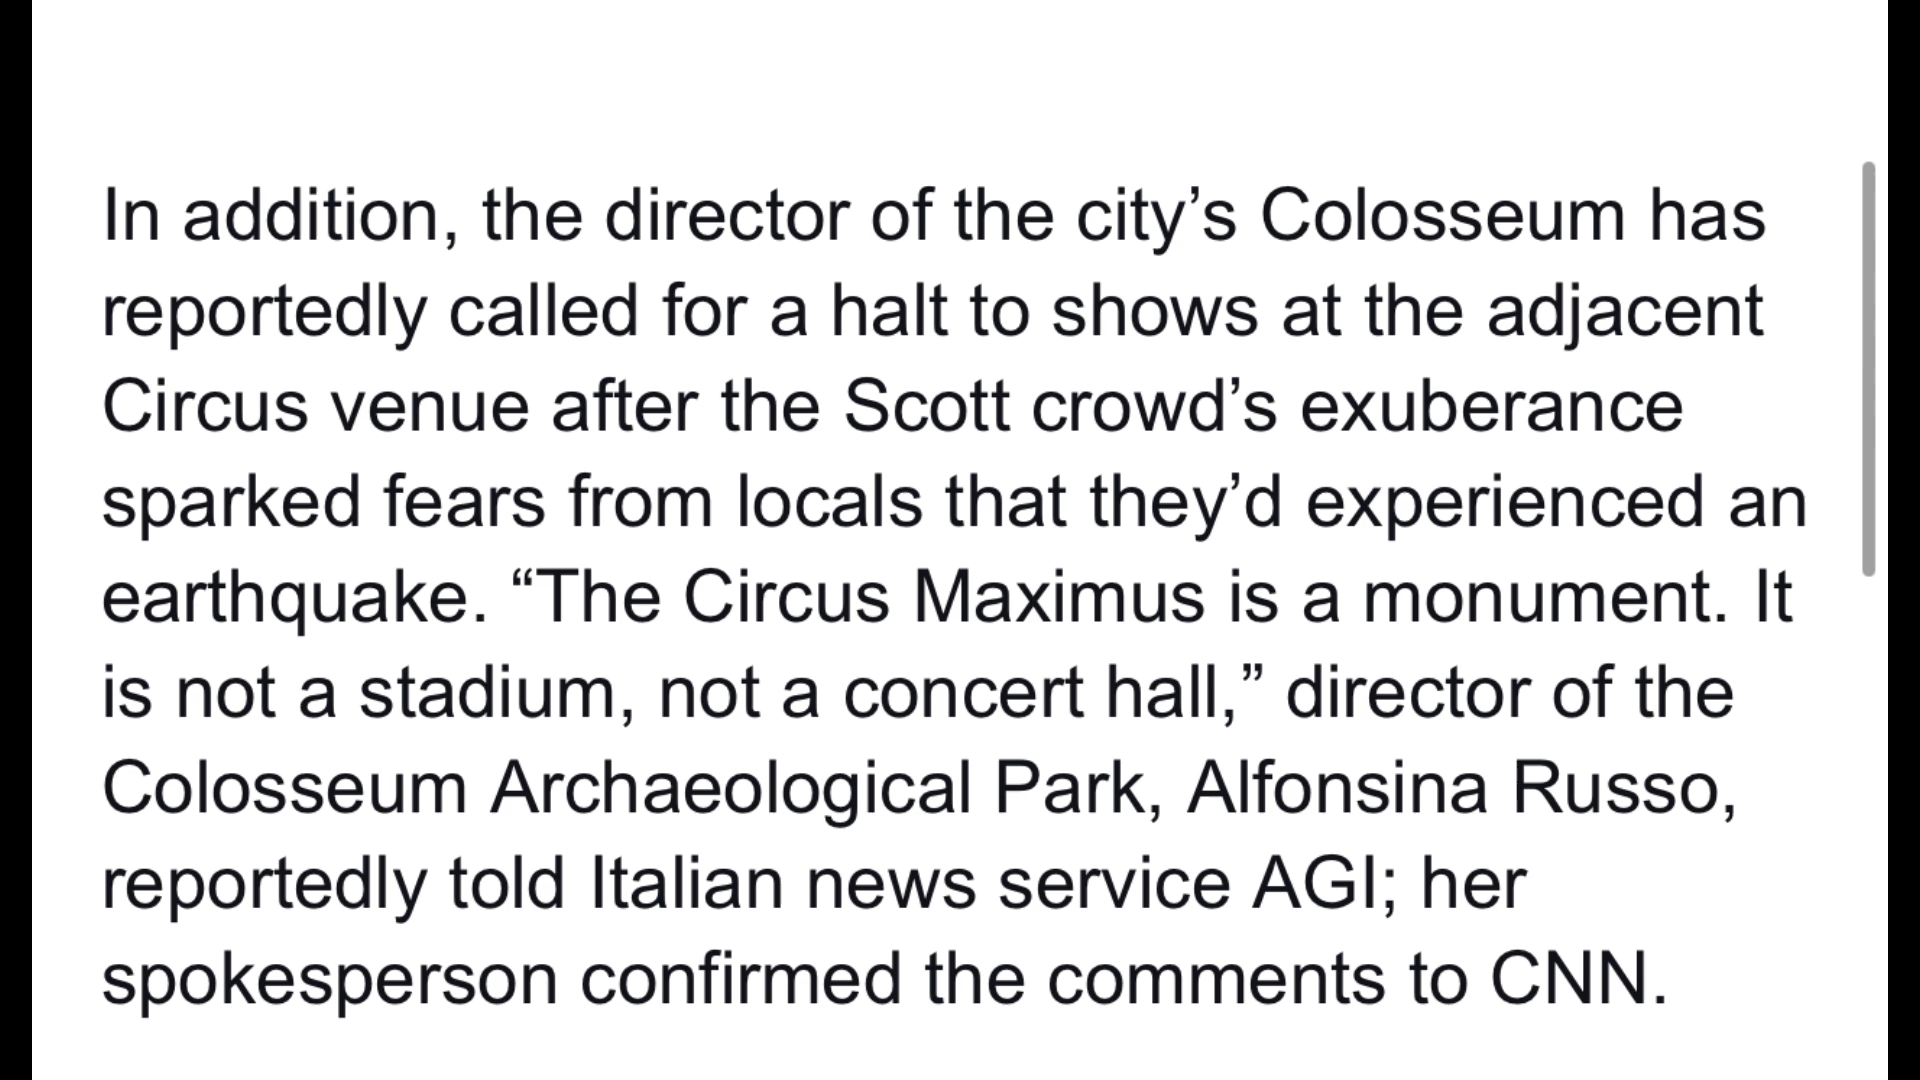 In addition, the director of the city’s Colosseum has
reportedly called for a halt to shows at the adjacent
Circus venue after the Scott crowd’s exuberance
sparked fears from locals that they’d experienced an
earthquake. “The Circus Maximus is a monument. It
is not a stadium, not a concert hall,” director of the
Colosseum Archaeological Park, Alfonsina Russo,
reportedly told Italian news service AGI; her
spokesperson confirmed the comments to CNN.